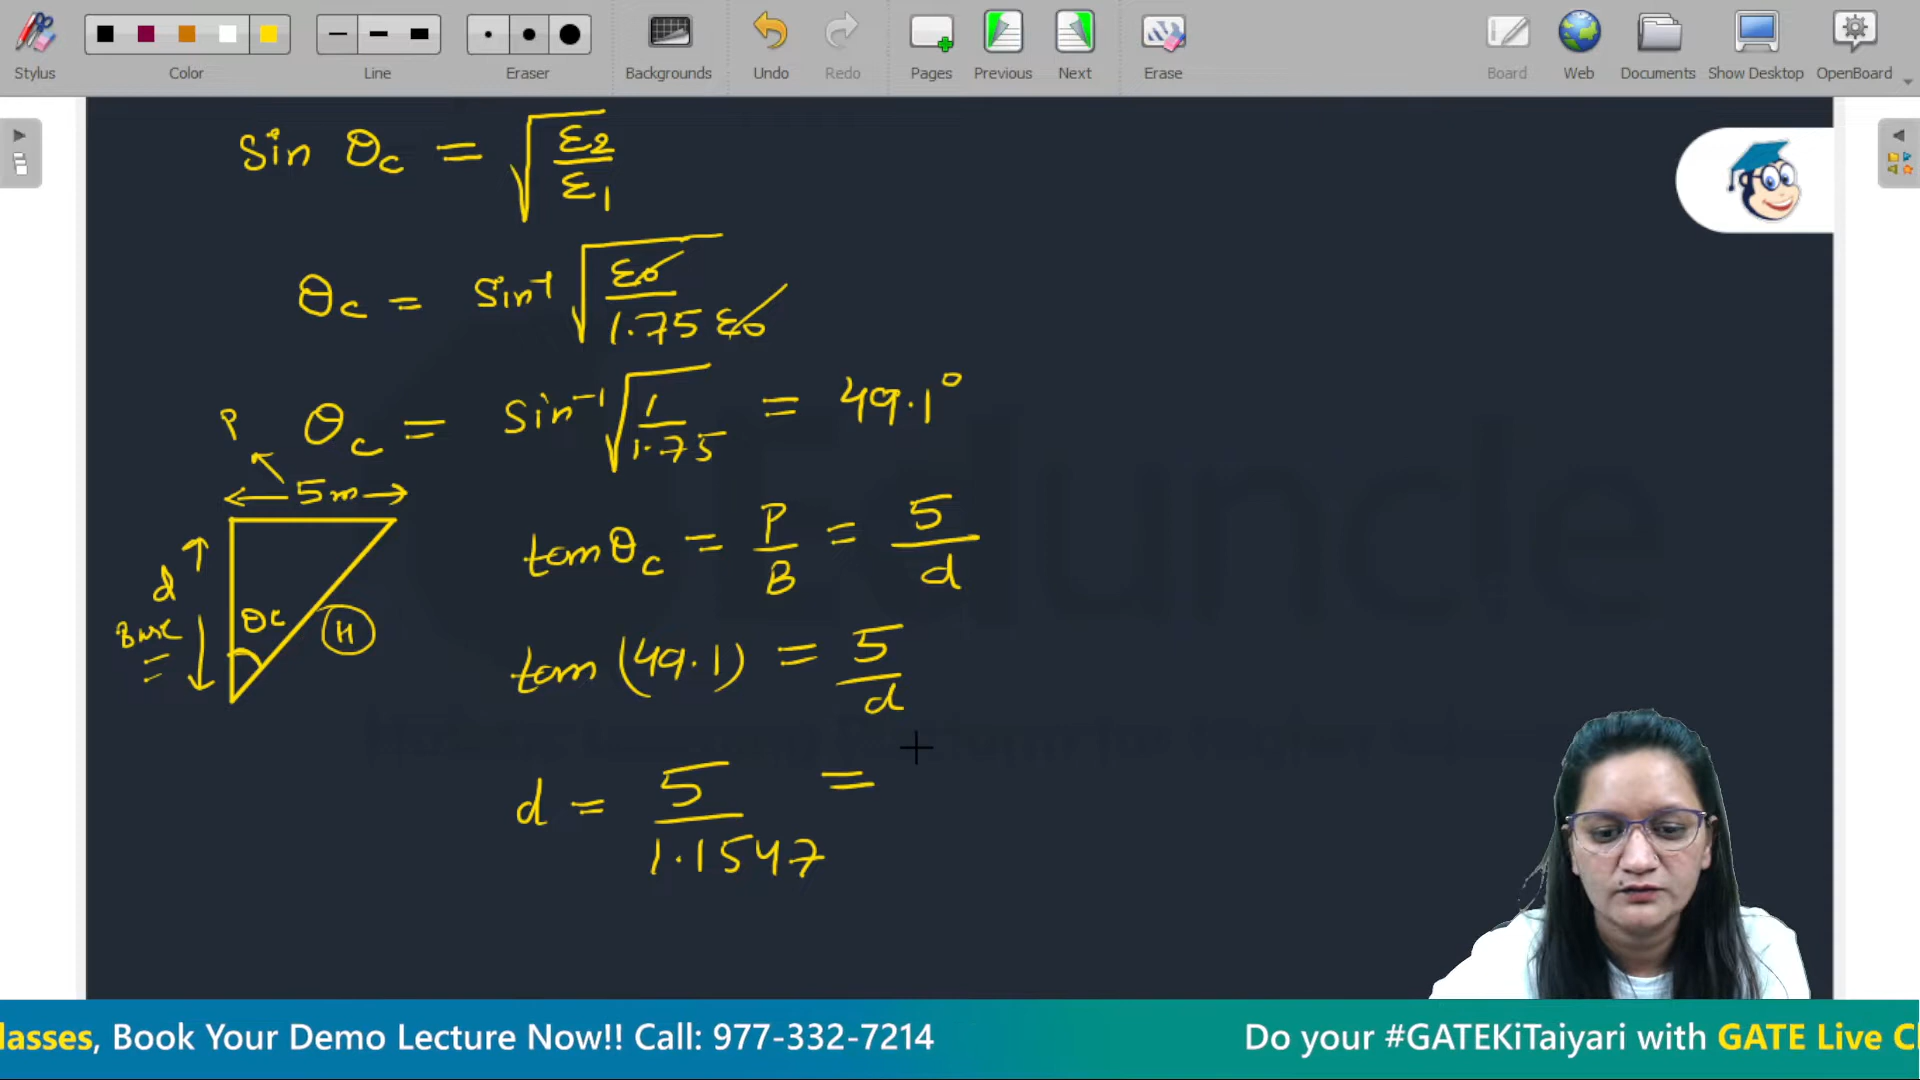 Stylus Color Line Eraser Backgrounds Undo Redo Pages Previous Next Erase Board Web Documents Show Desktop OpenBoard
sin θc = √(ε2/ε1)
θc = sin⁻¹ √(ε0/1.75 ε0)
θc = sin⁻¹ √(1/1.75) = 49.1°
P
5m
tan θc = P/B = 5/d
d
Base
θc
H
tan (49.1) = 5/d
d = 5/1.1547 =
lasses, Book Your Demo Lecture Now!! Call: 977-332-7214
Do your #GATEKiTaiyari with GATE Live Cl